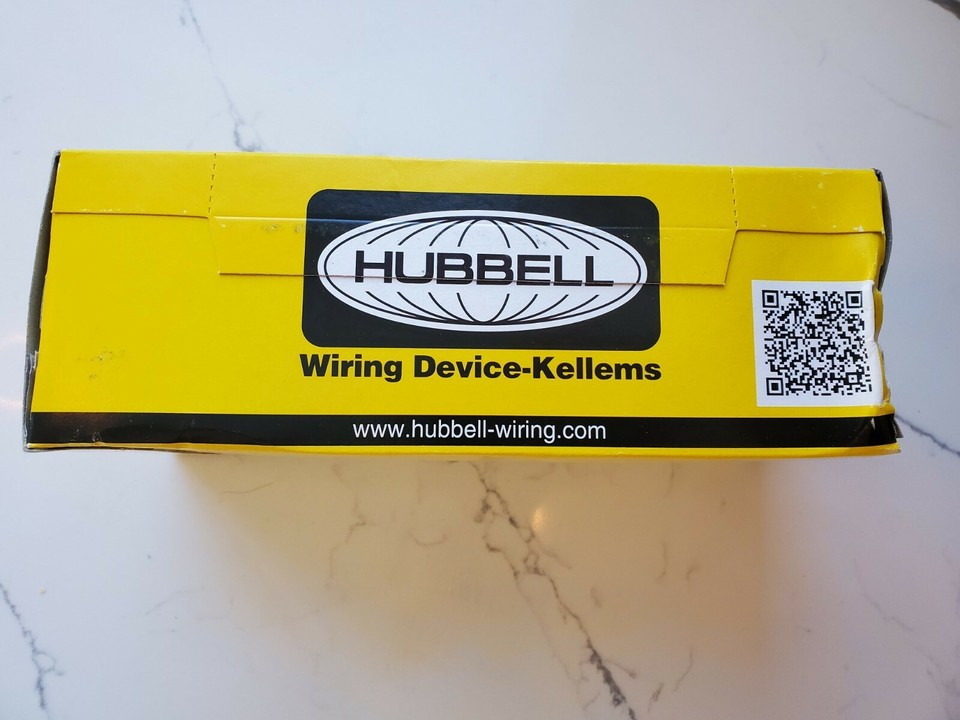 HUBBELL
Wiring Device-Kellems
www.hubbell-wiring.com